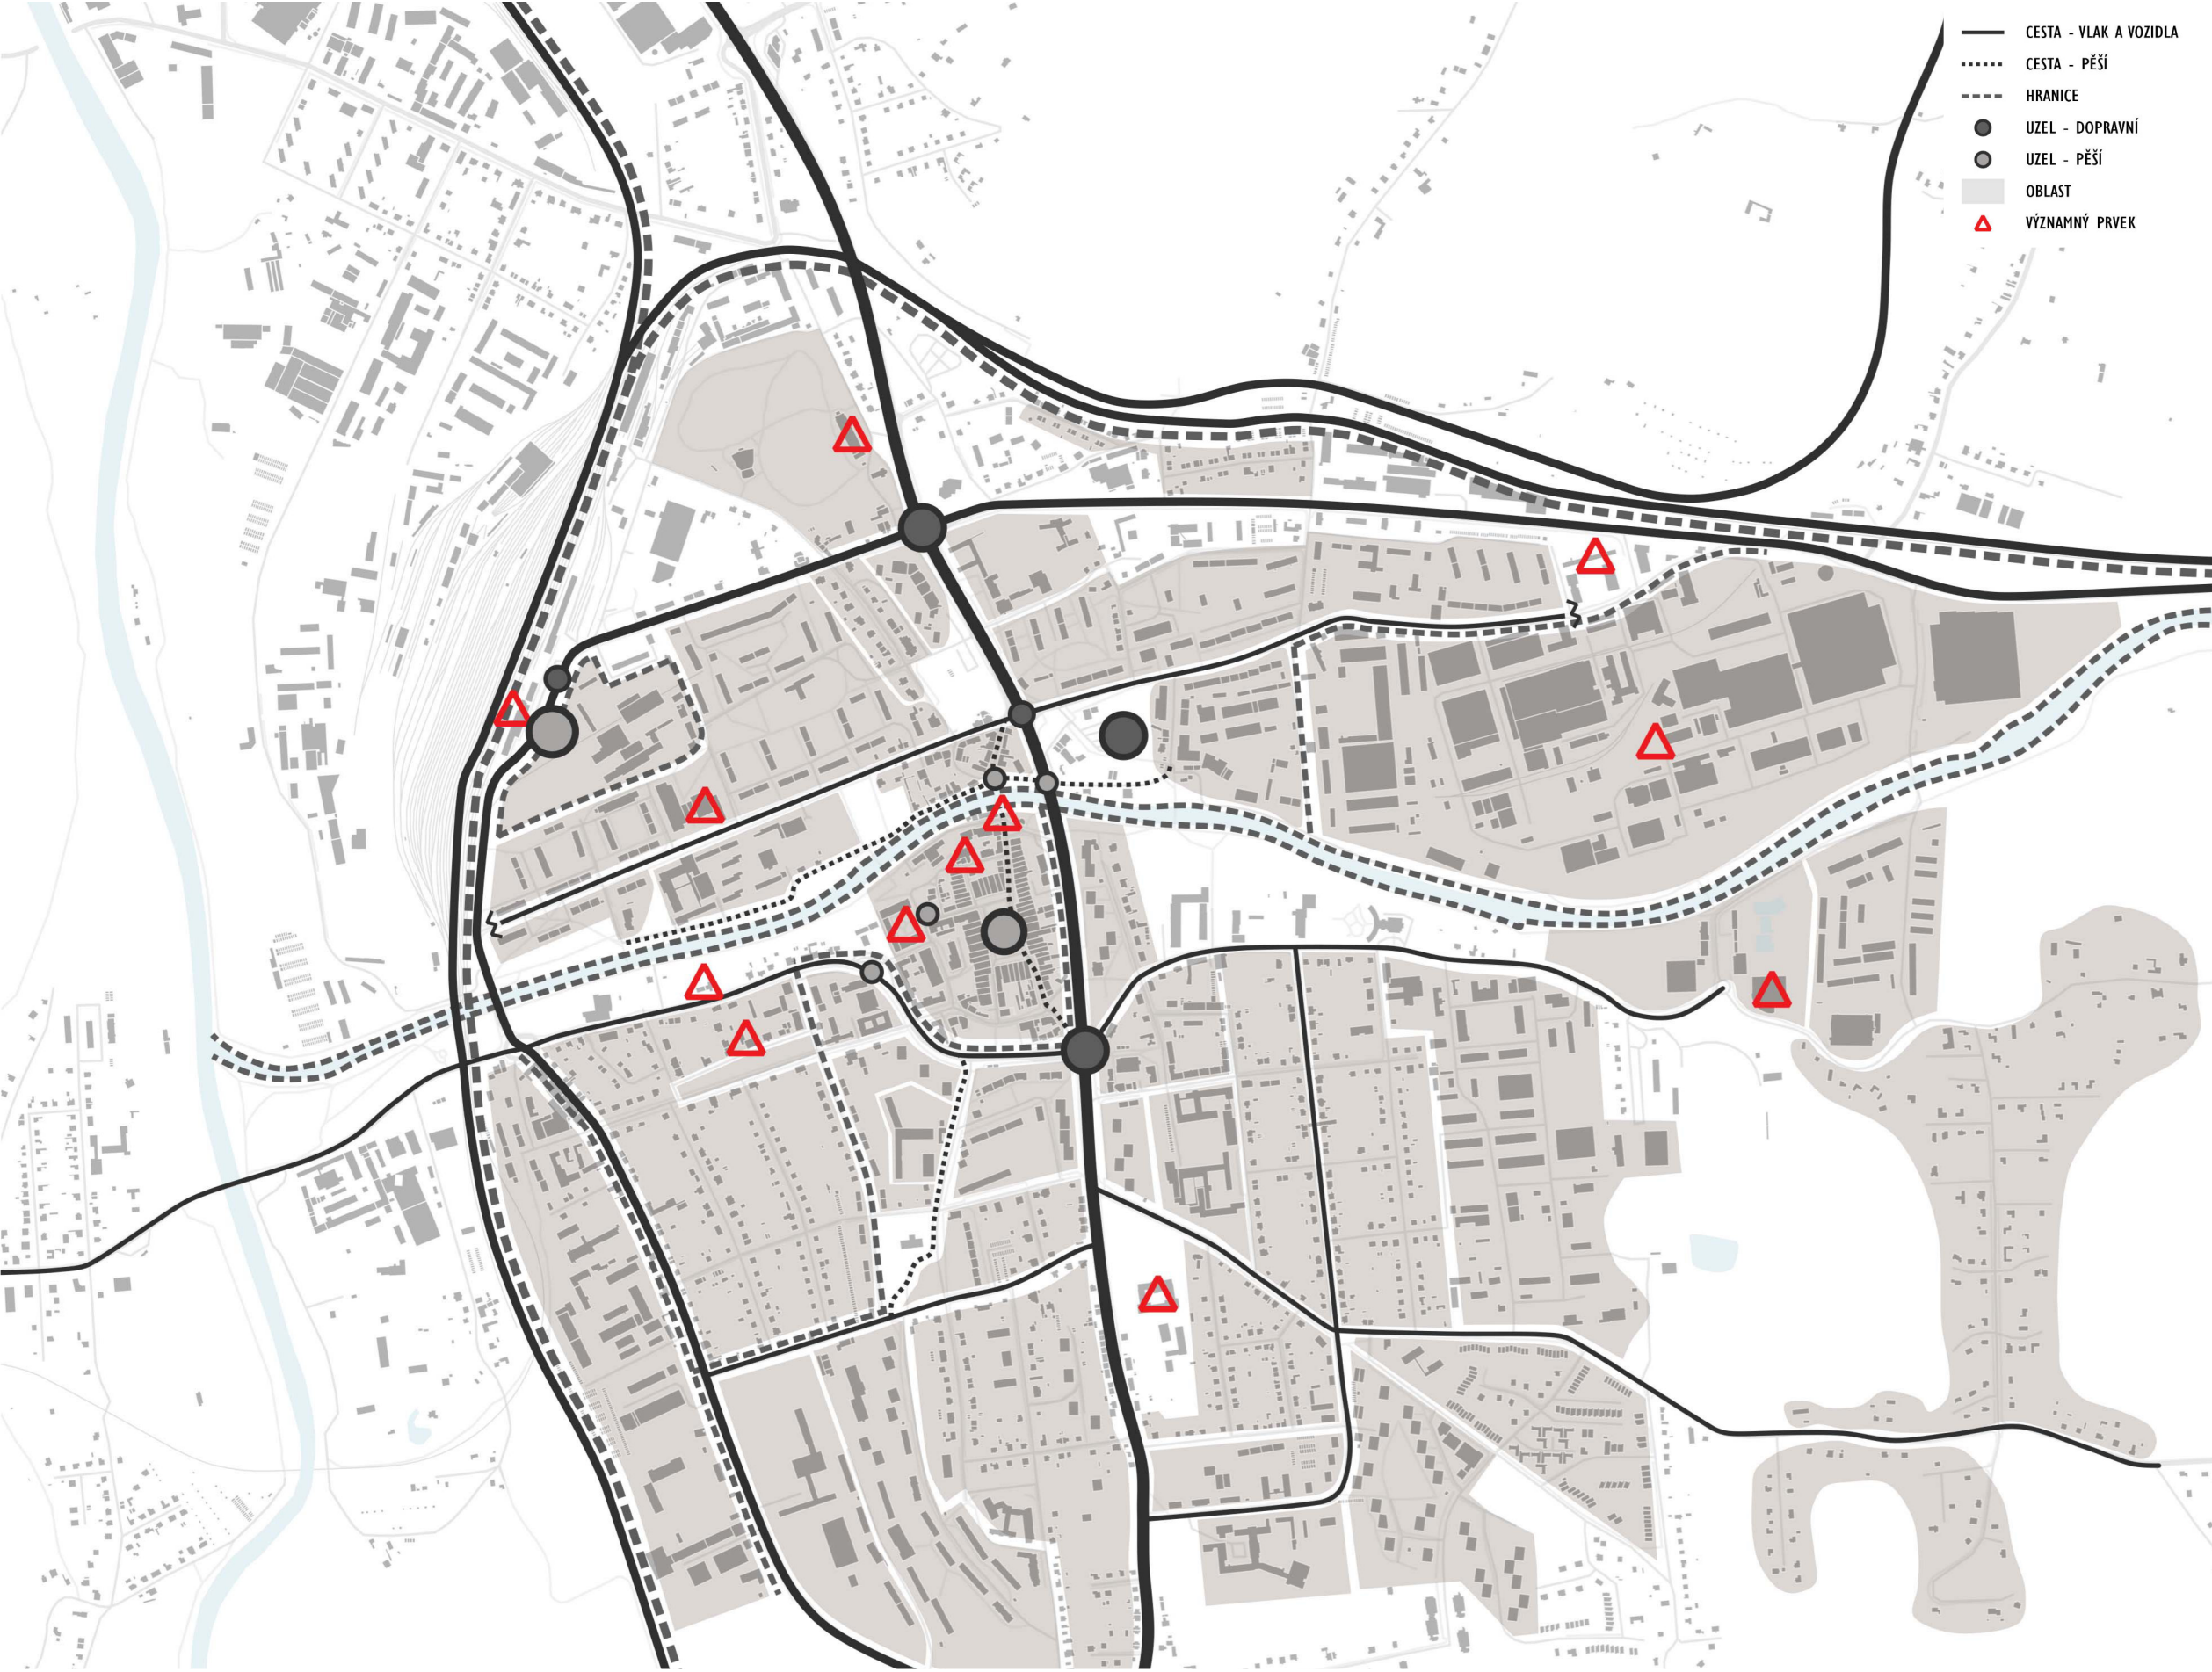 CESTA - VLAK A VOZIDLA
CESTA - PĚŠÍ
HRANICE
UZEL - DOPRAVNÍ
UZEL - PĚŠÍ
OBLAST
VÝZNAMNÝ PRVEK